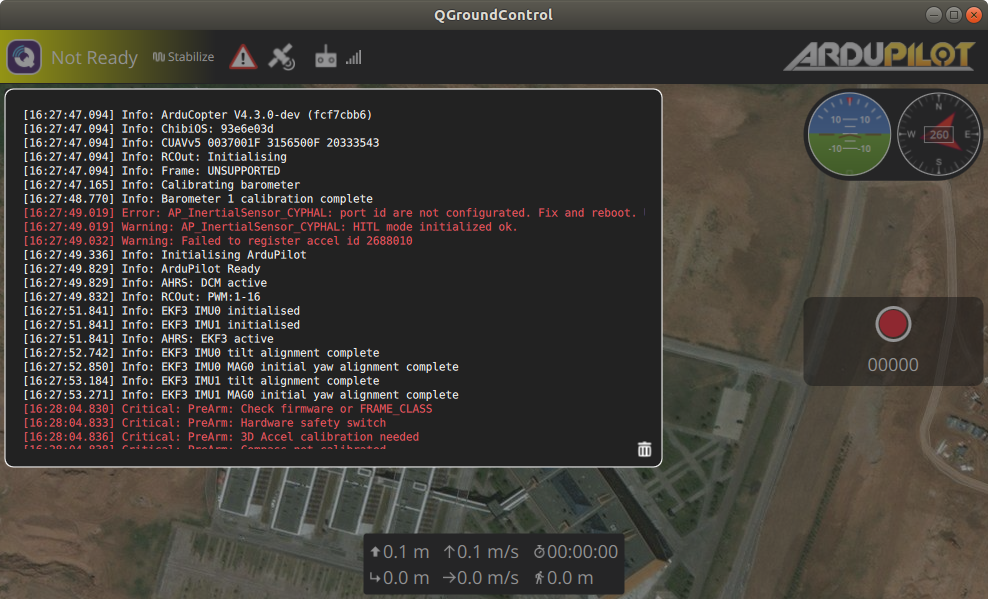 QGroundControl
Not Ready
Stabilize
ARDUPILOT
[16:27:47.094] Info: ArduCopter V4.3.0-dev (fcf7cbb6)
[16:27:47.094] Info: ChibiOS: 93e6e03d
[16:27:47.094] Info: CUAVv5 0037001F 3156500F 20333543
[16:27:47.094] Info: RCOut: Initialising
[16:27:47.094] Info: Frame: UNSUPPORTED
[16:27:47.165] Info: Calibrating barometer
[16:27:48.770] Info: Barometer 1 calibration complete
[16:27:49.019] Error: AP_InertialSensor_CYPHAL: port id are not configurated. Fix and reboot.
[16:27:49.019] Warning: AP_InertialSensor_CYPHAL: HITL mode initialized ok.
[16:27:49.032] Warning: Failed to register accel id 2688010
[16:27:49.336] Info: Initialising ArduPilot
[16:27:49.829] Info: ArduPilot Ready
[16:27:49.829] Info: AHRS: DCM active
[16:27:49.832] Info: RCOut: PWM:1-16
[16:27:51.841] Info: EKF3 IMU0 initialised
[16:27:51.841] Info: EKF3 IMU1 initialised
[16:27:51.841] Info: AHRS: EKF3 active
[16:27:52.742] Info: EKF3 IMU0 tilt alignment complete
[16:27:52.850] Info: EKF3 IMU0 MAG0 initial yaw alignment complete
[16:27:53.184] Info: EKF3 IMU1 tilt alignment complete
[16:27:53.271] Info: EKF3 IMU1 MAG0 initial yaw alignment complete
[16:28:04.830] Critical: PreArm: Check firmware or FRAME_CLASS
[16:28:04.833] Critical: PreArm: Hardware safety switch
[16:28:04.836] Critical: PreArm: 3D Accel calibration needed
[16:28:04.838] Critical: PreArm: Compass not calibrated
10 10
-10 -10
N
W 260 E
S
00000
0.1 m 0.1 m/s 00:00:00
0.0 m 0.0 m/s 0.0 m